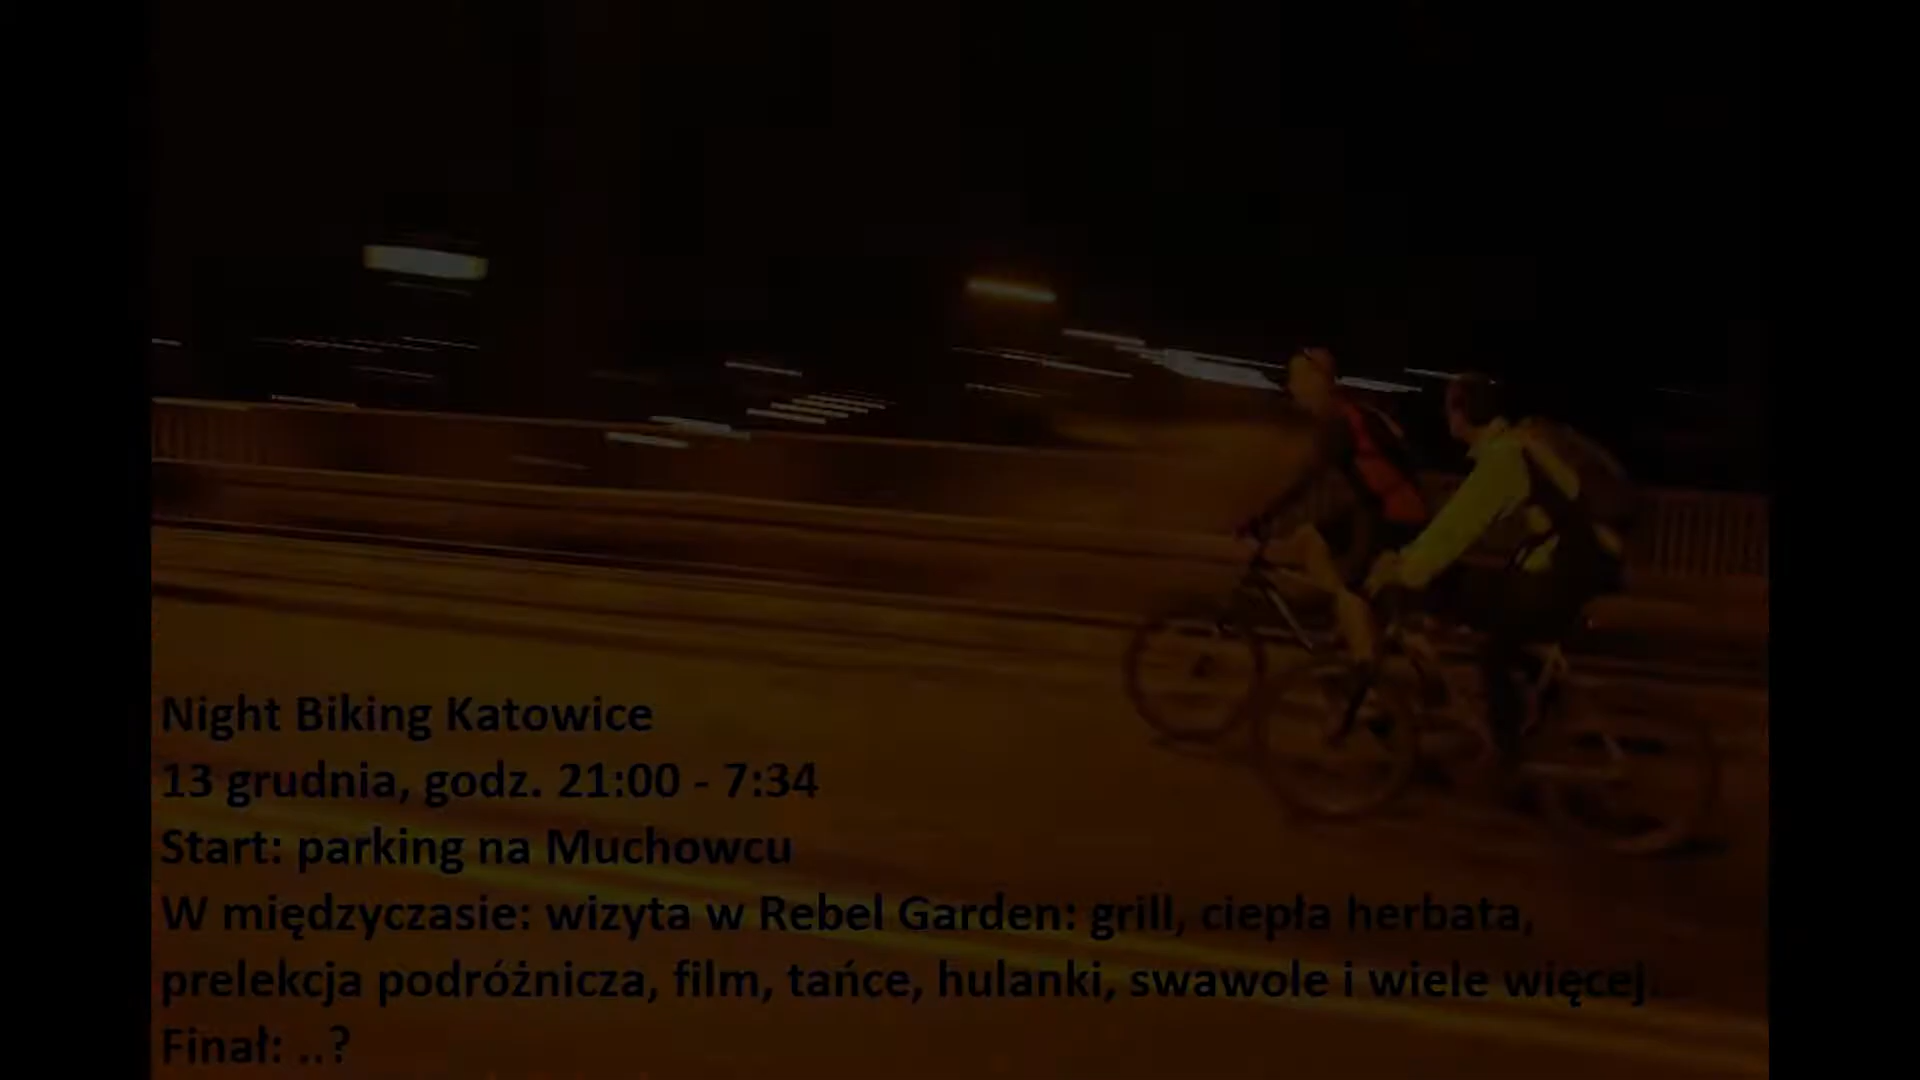 Night Biking Katowice
13 grudnia, godz. 21:00 - 7:34
Start: parking na Muchowcu
W międzyczasie: wizyta w Rebel Garden: grill, ciepła herbata,
prelekcja podróżnicza, film, tańce, hulanki, swawole i wiele więcej...
Finał: ..?